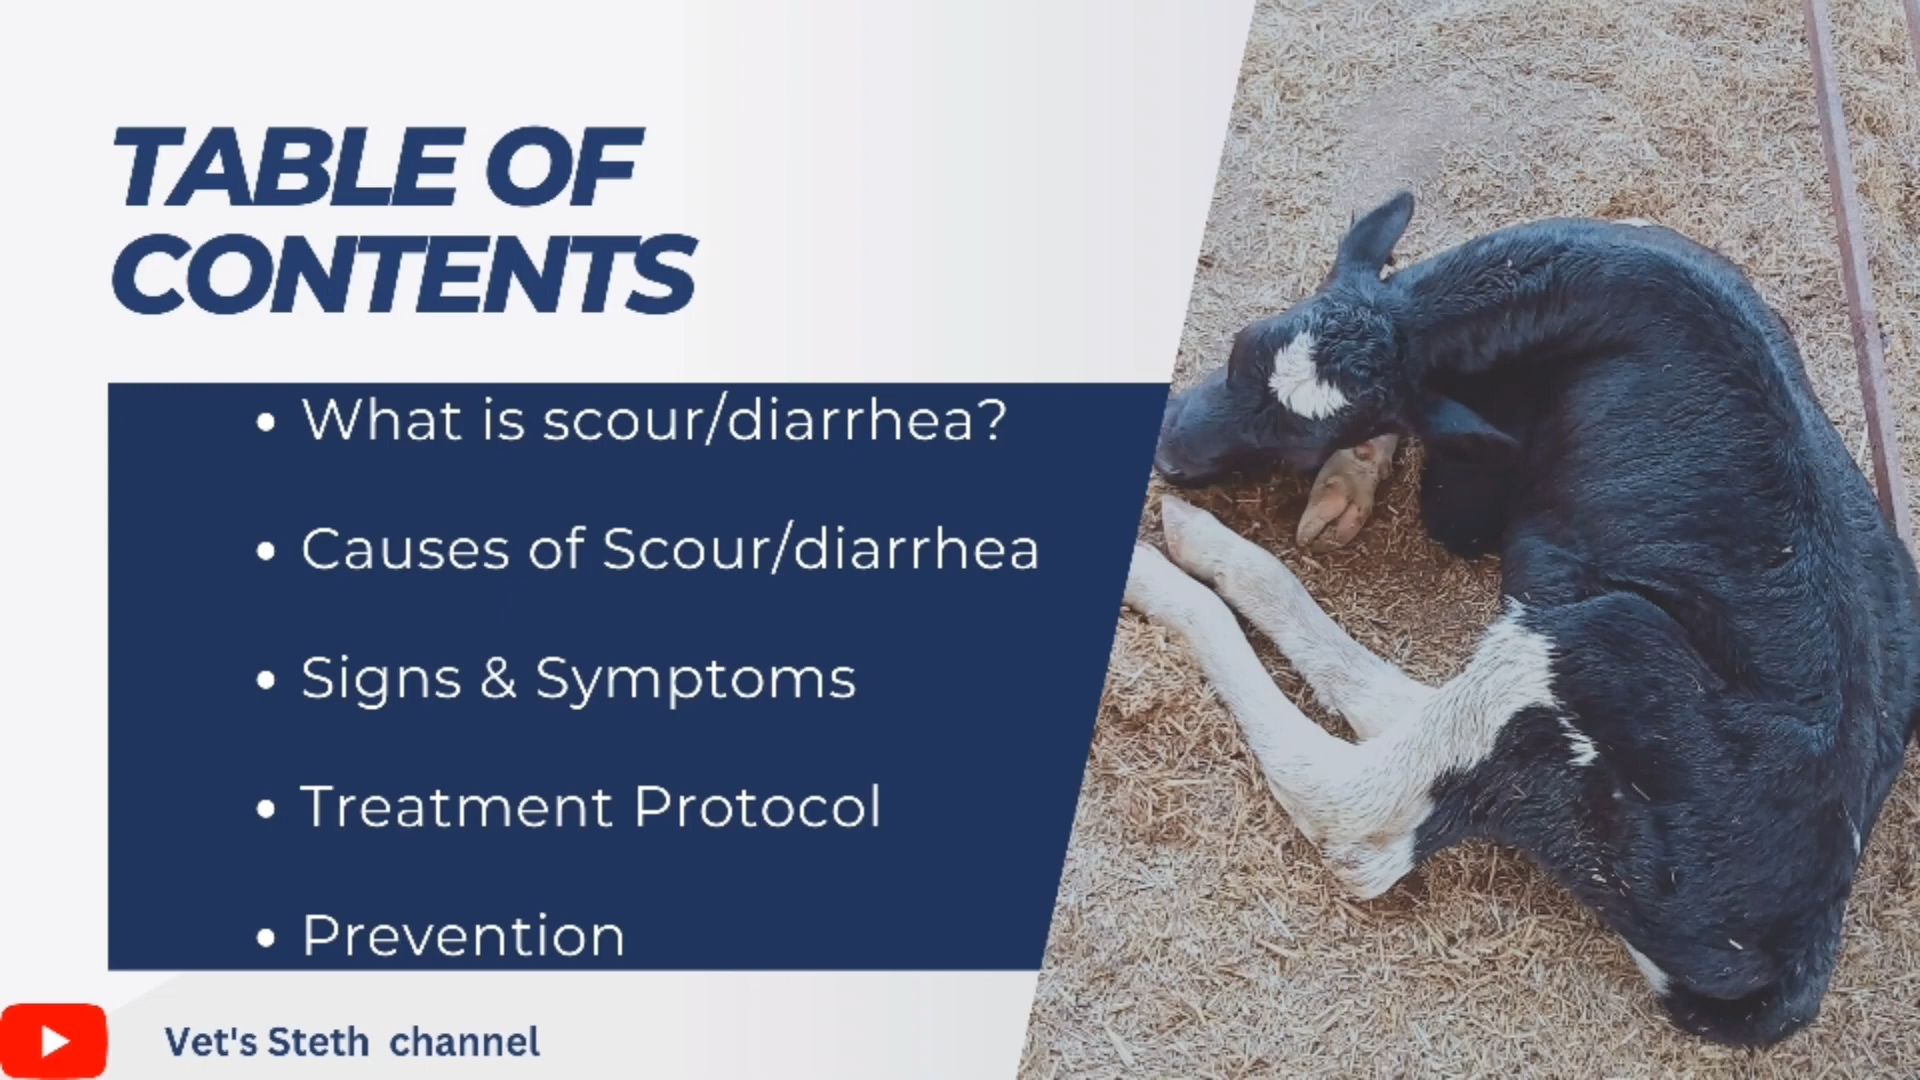 TABLE OF
CONTENTS
• What is scour/diarrhea?
• Causes of Scour/diarrhea
• Signs & Symptoms
• Treatment Protocol
• Prevention
Vet's Steth channel